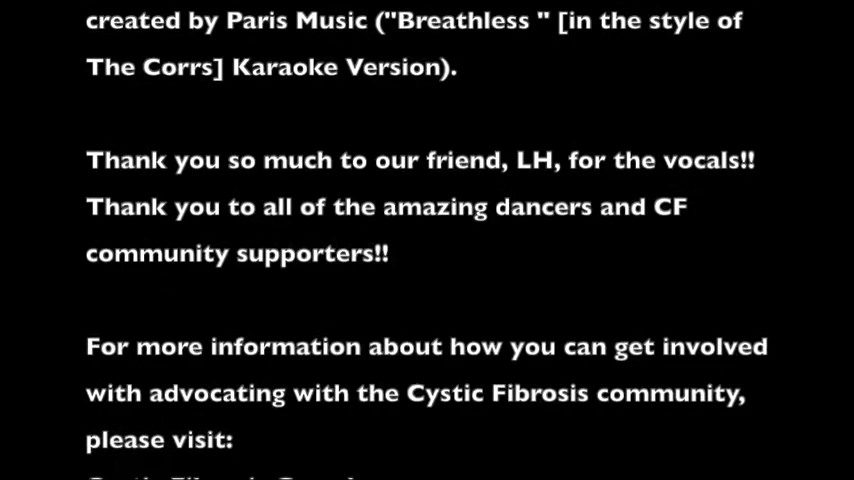 created by Paris Music ("Breathless " [in the style of
The Corrs] Karaoke Version).
Thank you so much to our friend, LH, for the vocals!!
Thank you to all of the amazing dancers and CF
community supporters!!
For more information about how you can get involved
with advocating with the Cystic Fibrosis community,
please visit: